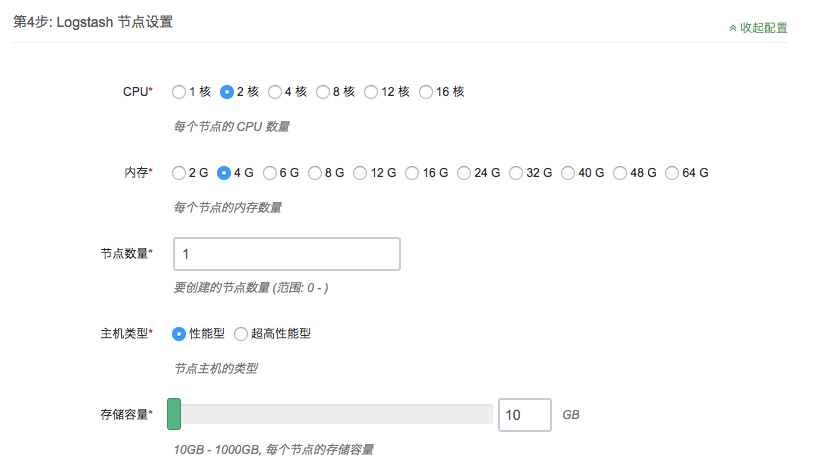 第4步: Logstash 节点设置
收起配置
CPU* 1 核 2 核 4 核 8 核 12 核 16 核
每个节点的 CPU 数量
内存* 2 G 4 G 6 G 8 G 12 G 16 G 24 G 32 G 40 G 48 G 64 G
每个节点的内存数量
节点数量* 1
要创建的节点数量 (范围: 0 - )
主机类型* 性能型 超高性能型
节点主机的类型
存储容量* 10 GB
10GB - 1000GB, 每个节点的存储容量